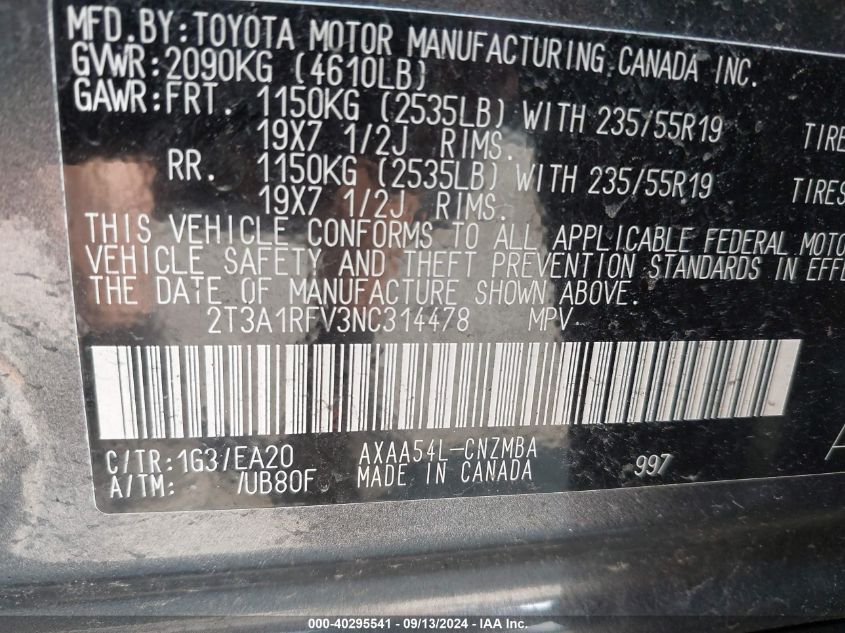 MFD.BY:TOYOTA MOTOR MANUFACTURING CANADA INC.
GVWR:2090KG (4610LB)
GAWR:FRT. 1150KG (2535LB) WITH 235/55R19 TIRE
19X7 1/2J RIMS.
RR. 1150KG (2535LB) WITH 235/55R19 TIRES
19X7 1/2J RIMS.
THIS VEHICLE CONFORMS TO ALL APPLICABLE FEDERAL MOTO
VEHICLE SAFETY AND THEFT PREVENTION STANDARDS IN EFFE
THE DATE OF MANUFACTURE SHOWN ABOVE.
2T3A1RFV3NC314478 MPV
C/TR:1G3/EA20 AXAA54L-CNZMBA 997 A
A/TM: /UB80F MADE IN CANADA
000-40295541 - 09/13/2024 - IAA Inc.